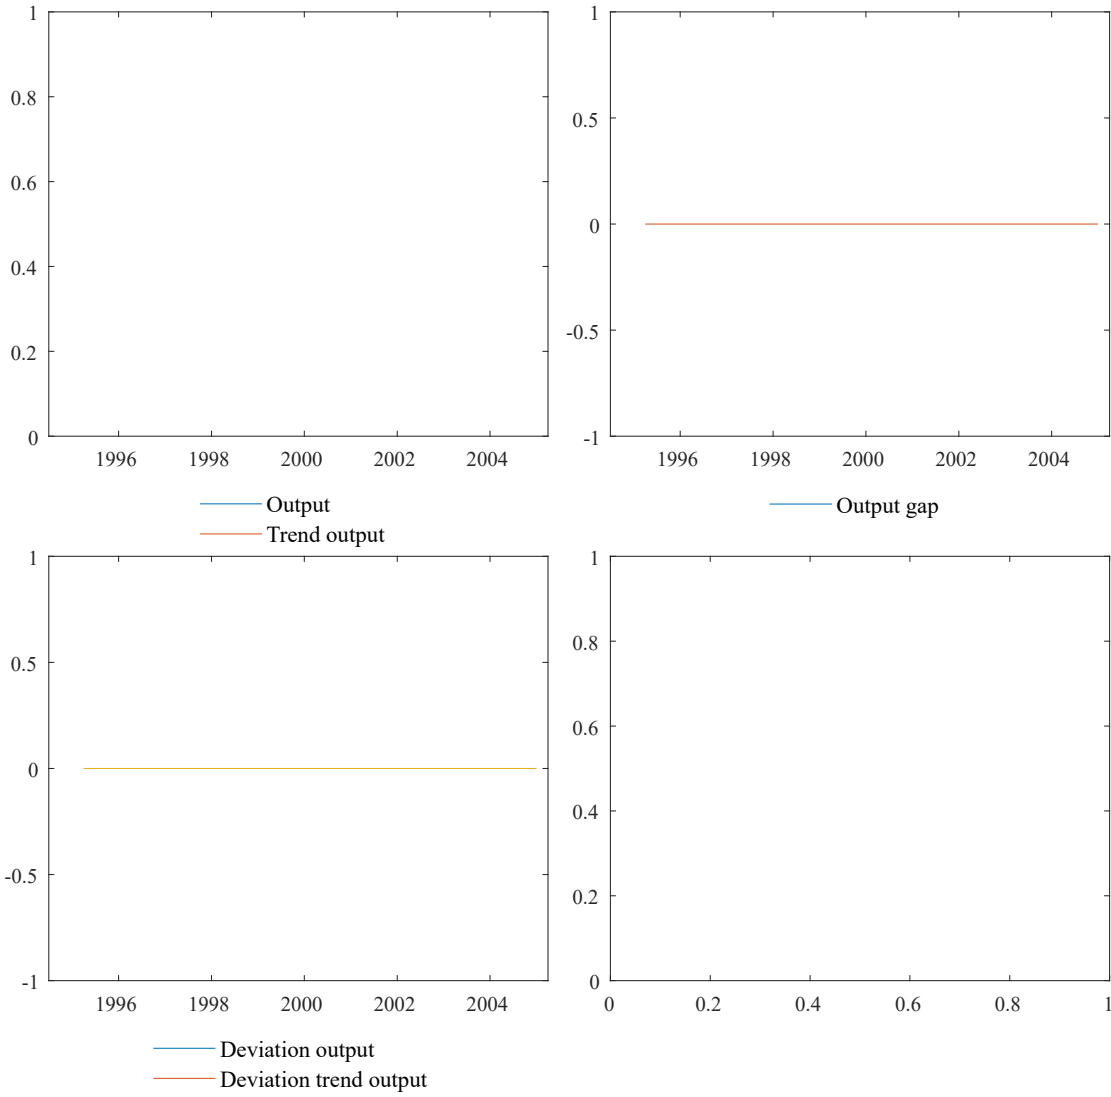 1
0.8
0.6
0.4
0.2
0
1996 1998 2000 2002 2004
Output
Trend output
1
0.5
0
-0.5
-1
1996 1998 2000 2002 2004
Output gap
1
0.5
0
-0.5
-1
1996 1998 2000 2002 2004
Deviation output
Deviation trend output
1
0.8
0.6
0.4
0.2
0
0 0.2 0.4 0.6 0.8 1